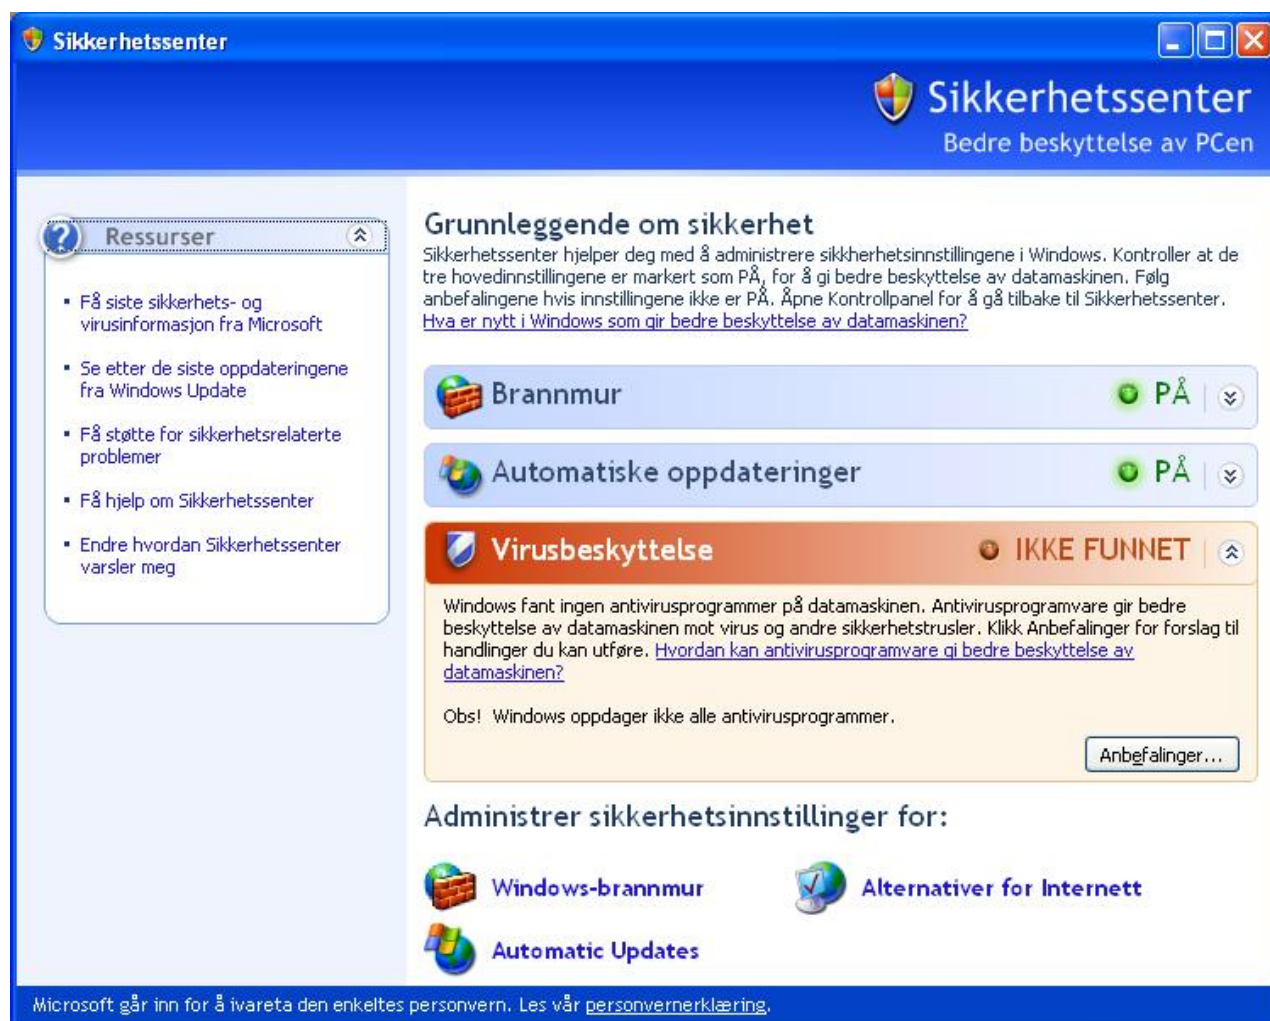 Sikkerhetssenter
Sikkerhetssenter
Bedre beskyttelse av PCen
Ressurser
▪ Få siste sikkerhets- og
virusinformasjon fra Microsoft
▪ Se etter de siste oppdateringene
fra Windows Update
▪ Få støtte for sikkerhetsrelaterte
problemer
▪ Få hjelp om Sikkerhetssenter
▪ Endre hvordan Sikkerhetssenter
varsler meg
Grunnleggende om sikkerhet
Sikkerhetssenter hjelper deg med å administrere sikkherhetsinnstillingene i Windows. Kontroller at de
tre hovedinnstillingene er markert som PÅ, for å gi bedre beskyttelse av datamaskinen. Følg
anbefalingene hvis innstillingene ikke er PÅ. Åpne Kontrollpanel for å gå tilbake til Sikkerhetssenter.
Hva er nytt i Windows som gir bedre beskyttelse av datamaskinen?
Brannmur PÅ
Automatiske oppdateringer PÅ
Virusbeskyttelse IKKE FUNNET
Windows fant ingen antivirusprogrammer på datamaskinen. Antivirusprogramvare gir bedre
beskyttelse av datamaskinen mot virus og andre sikkerhetstrusler. Klikk Anbefalinger for forslag til
handlinger du kan utføre. Hvordan kan antivirusprogramvare gi bedre beskyttelse av
datamaskinen?
Obs! Windows oppdager ikke alle antivirusprogrammer.
Anbefalinger...
Administrer sikkerhetsinnstillinger for:
Windows-brannmur
Alternativer for Internett
Automatic Updates
Microsoft går inn for å ivareta den enkeltes personvern. Les vår personvernerklæring.